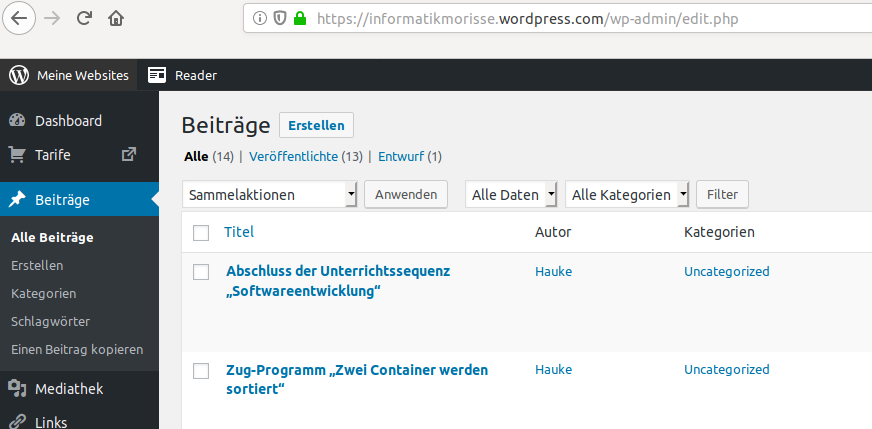 https://informatikmorisse.wordpress.com/wp-admin/edit.php
Meine Websites Reader
Dashboard
Tarife
Beiträge
Alle Beiträge
Erstellen
Kategorien
Schlagwörter
Einen Beitrag kopieren
Mediathek
Links
Beiträge Erstellen
Alle (14) | Veröffentlichte (13) | Entwurf (1)
Sammelaktionen Anwenden Alle Daten Alle Kategorien Filter
Titel Autor Kategorien
Abschluss der Unterrichtssequenz Hauke Uncategorized
„Softwareentwicklung“
Zug-Programm „Zwei Container werden Hauke Uncategorized
sortiert“